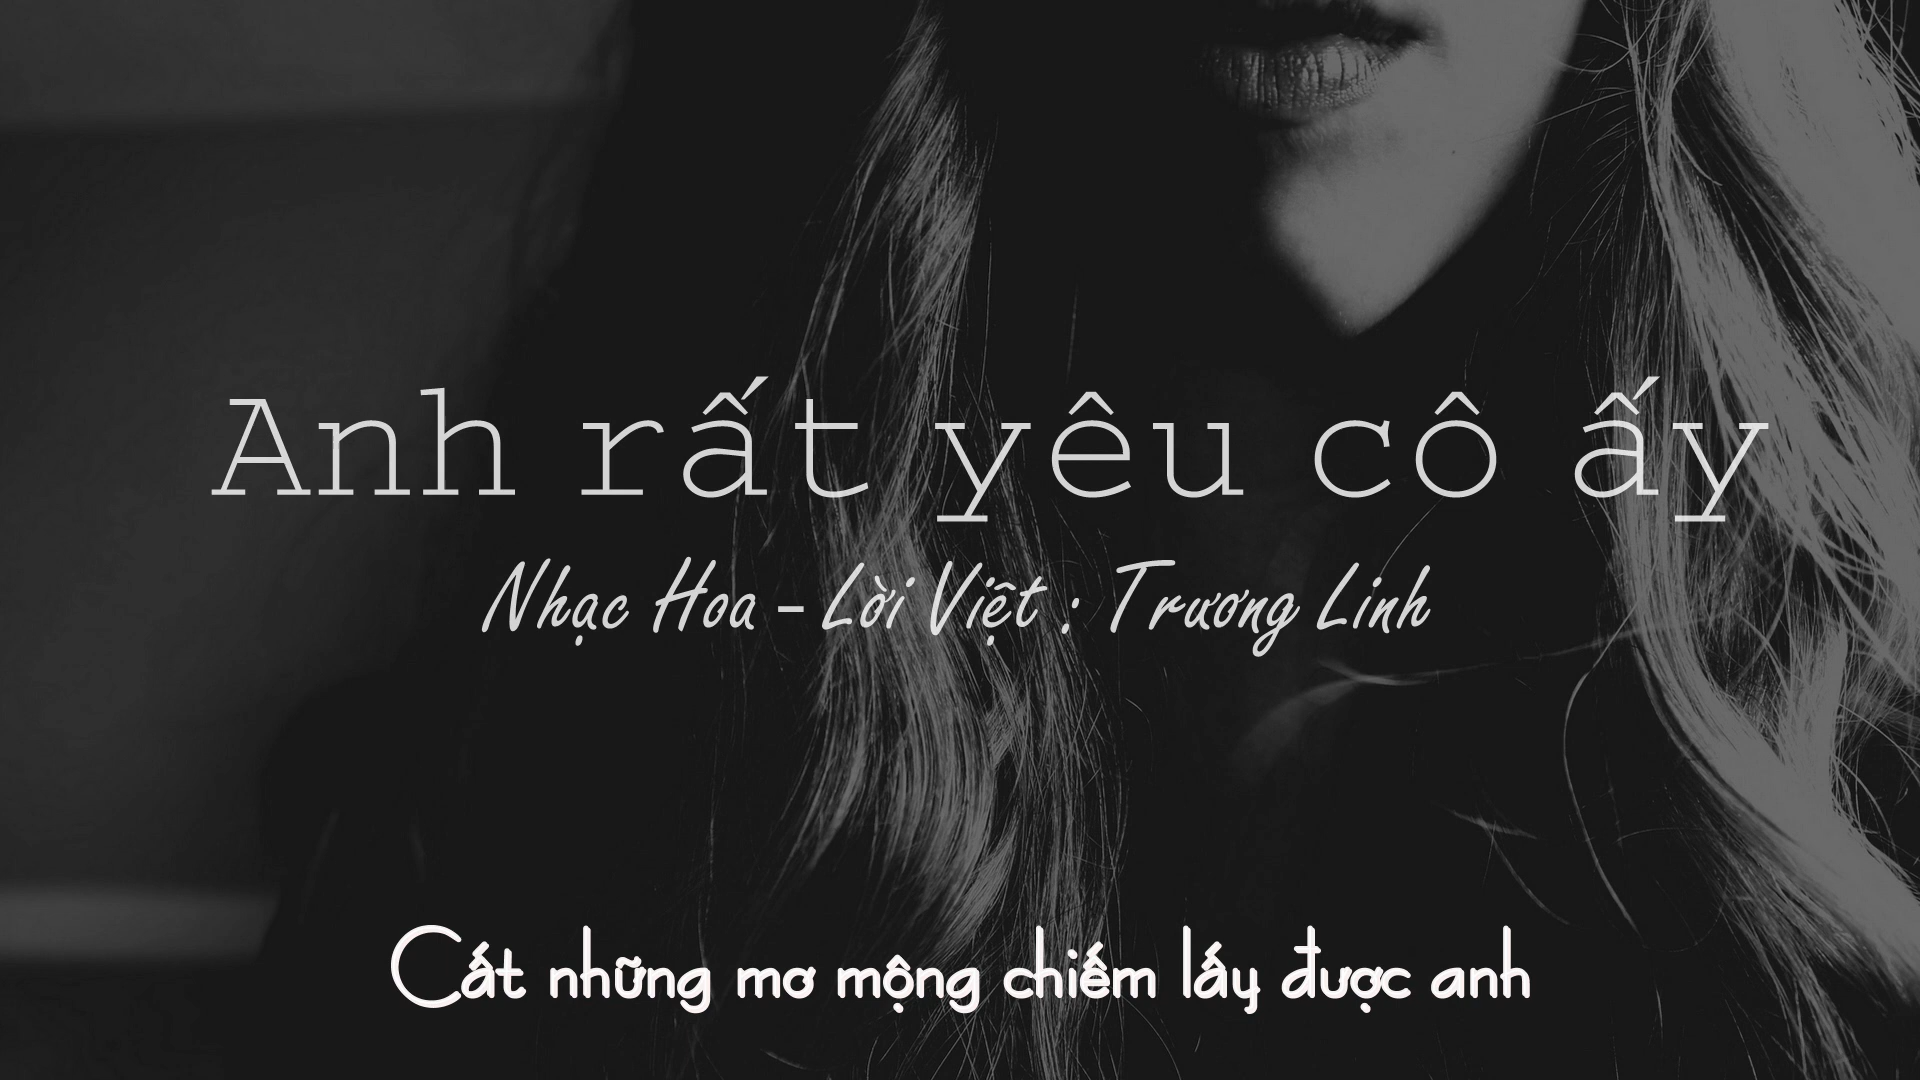 Anh rất yêu cô ấy
Nhạc Hoa - Lời Việt : Trương Linh
Cất những mơ mộng chiếm lấy được anh